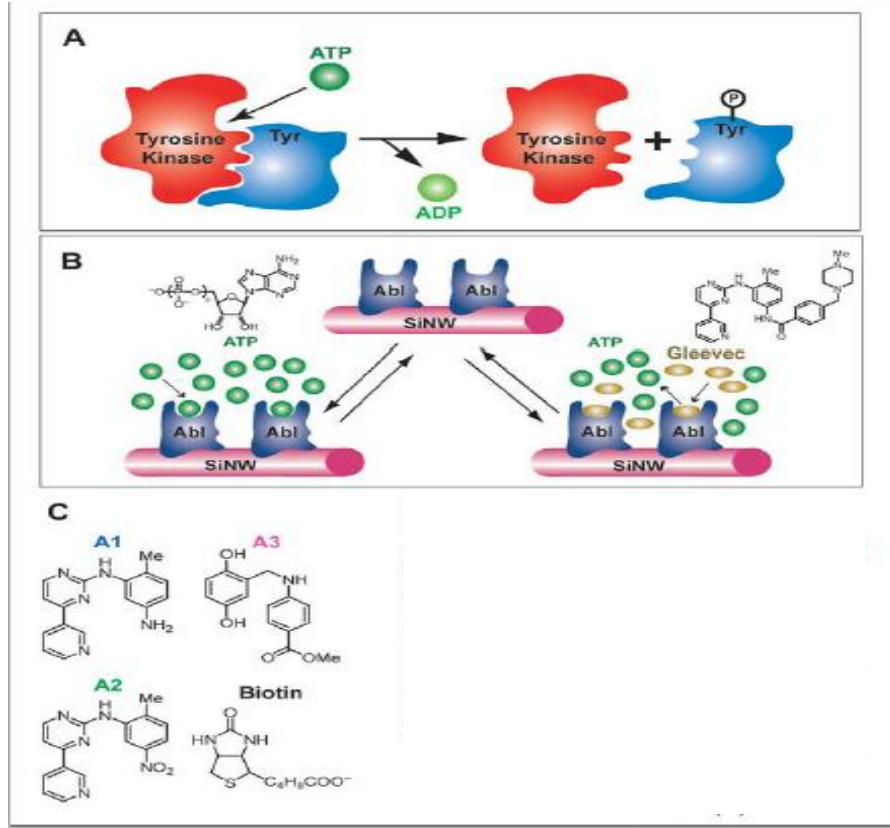 A
ATP
Tyrosine
Kinase
Tyr
ADP
Tyrosine
Kinase
+
P
Tyr
B
NH₂
N
N
N
N
O
P
O
O⁻
n
O
O
HO
OH
ATP
Abl
Abl
SiNW
Me
N
N
H
N
Me
N
N
N
HN
O
ATP
Gleevec
Abl
Abl
SiNW
Abl
Abl
SiNW
C
A1
H
N
Me
N
N
NH₂
N
A3
OH
NH
OH
O
OMe
A2
H
N
Me
N
N
NO₂
N
Biotin
O
HN
NH
S
C₄H₈COO⁻